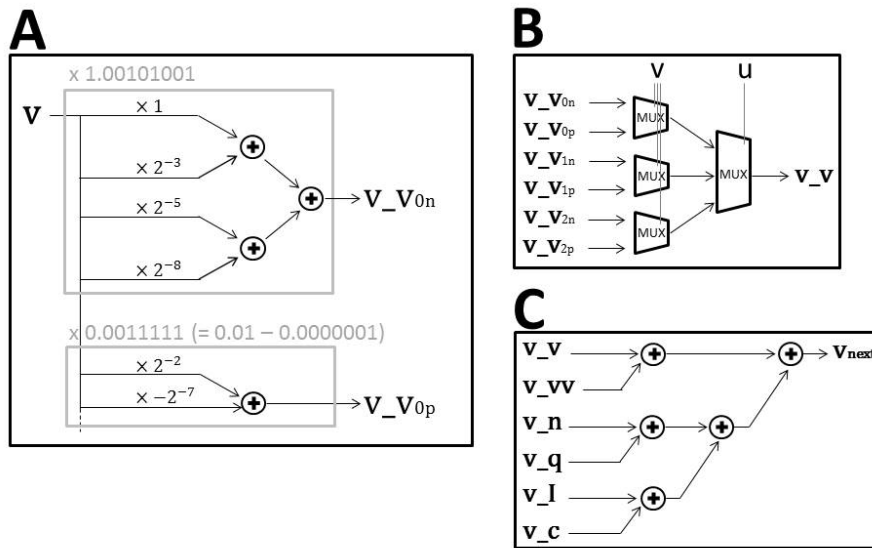 A
× 1.00101001
v
× 1
× 2⁻³
× 2⁻⁵
× 2⁻⁸
v_v₀ₙ
× 0.0011111 (= 0.01 – 0.0000001)
× 2⁻²
× −2⁻⁷
v_v₀ₚ
B
v u
v_v₀ₙ
v_v₀ₚ
v_v₁ₙ
v_v₁ₚ
v_v₂ₙ
v_v₂ₚ
MUX
MUX
MUX
MUX
v_v
C
v_v
v_vv
v_n
v_q
v_I
v_c
vnext